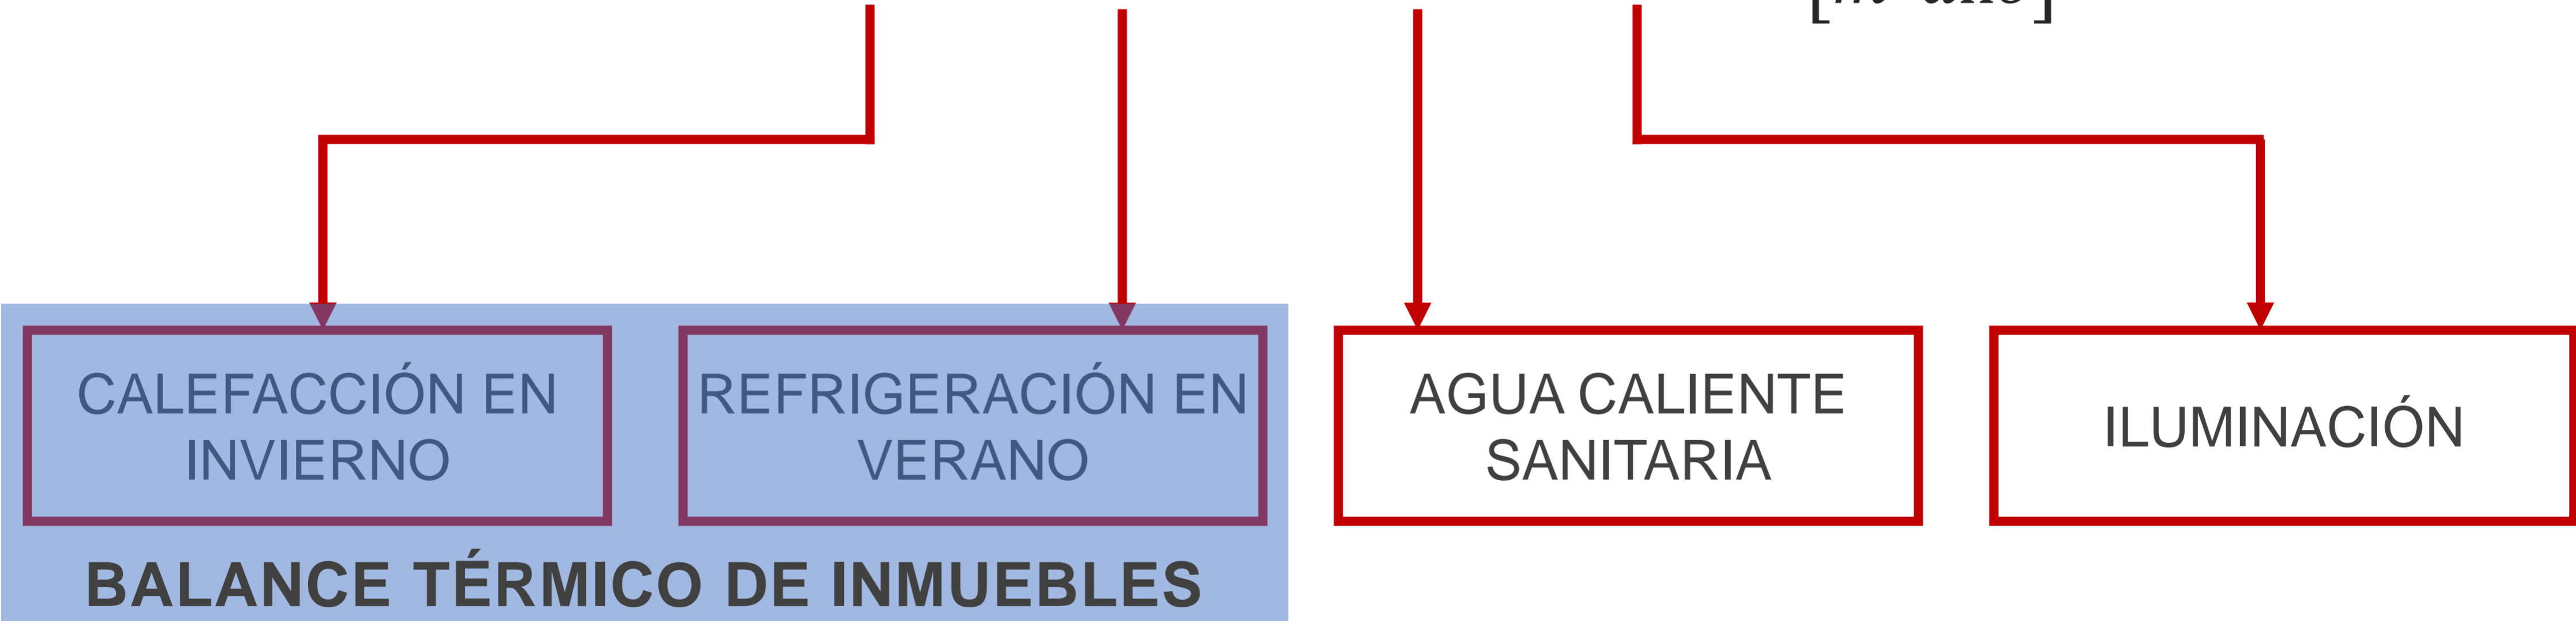 CALEFACCIÓN EN
INVIERNO
REFRIGERACIÓN EN
VERANO
AGUA CALIENTE
SANITARIA
ILUMINACIÓN
BALANCE TÉRMICO DE INMUEBLES